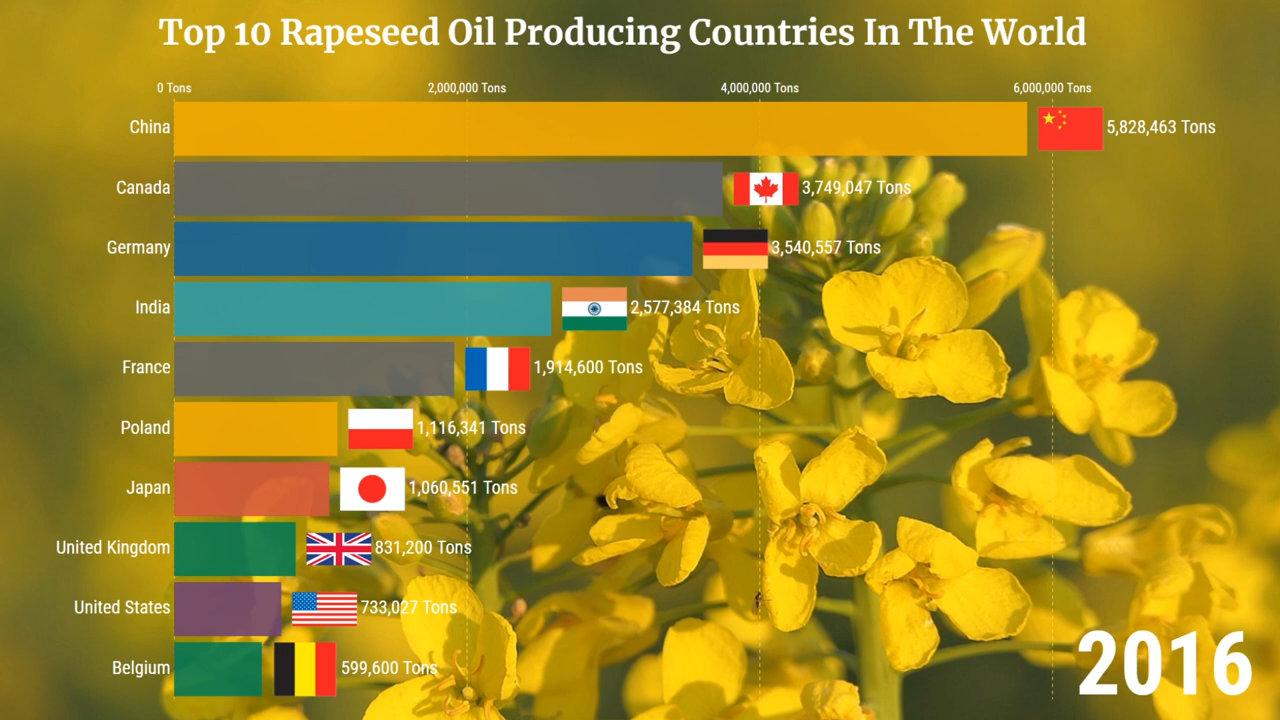 Top 10 Rapeseed Oil Producing Countries In The World
0 Tons 2,000,000 Tons 4,000,000 Tons 6,000,000 Tons
China 5,828,463 Tons
Canada 3,749,047 Tons
Germany 3,540,557 Tons
India 2,577,384 Tons
France 1,914,600 Tons
Poland 1,116,341 Tons
Japan 1,060,551 Tons
United Kingdom 831,200 Tons
United States 733,027 Tons
Belgium 599,600 Tons
2016